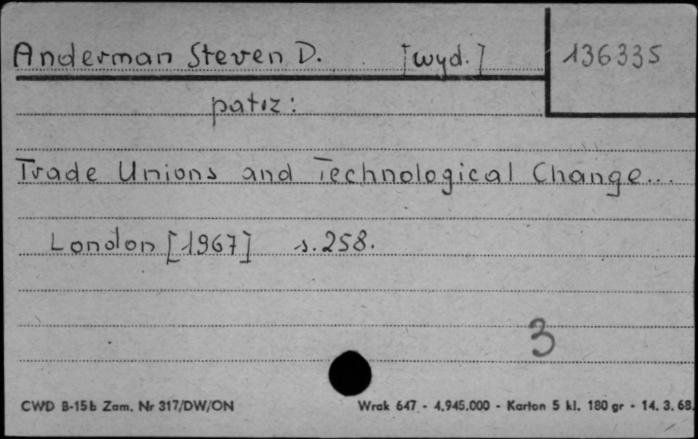 Anderman Steven D. [wyd.] 136335
patrz:
Trade Unions and Technological Change...
London [1967] s. 258.
3
CWD B-15b Zam. Nr 317/DW/ON Wrak 647 - 4.945.000 - Karton 5 kl. 180 gr - 14. 3. 68.